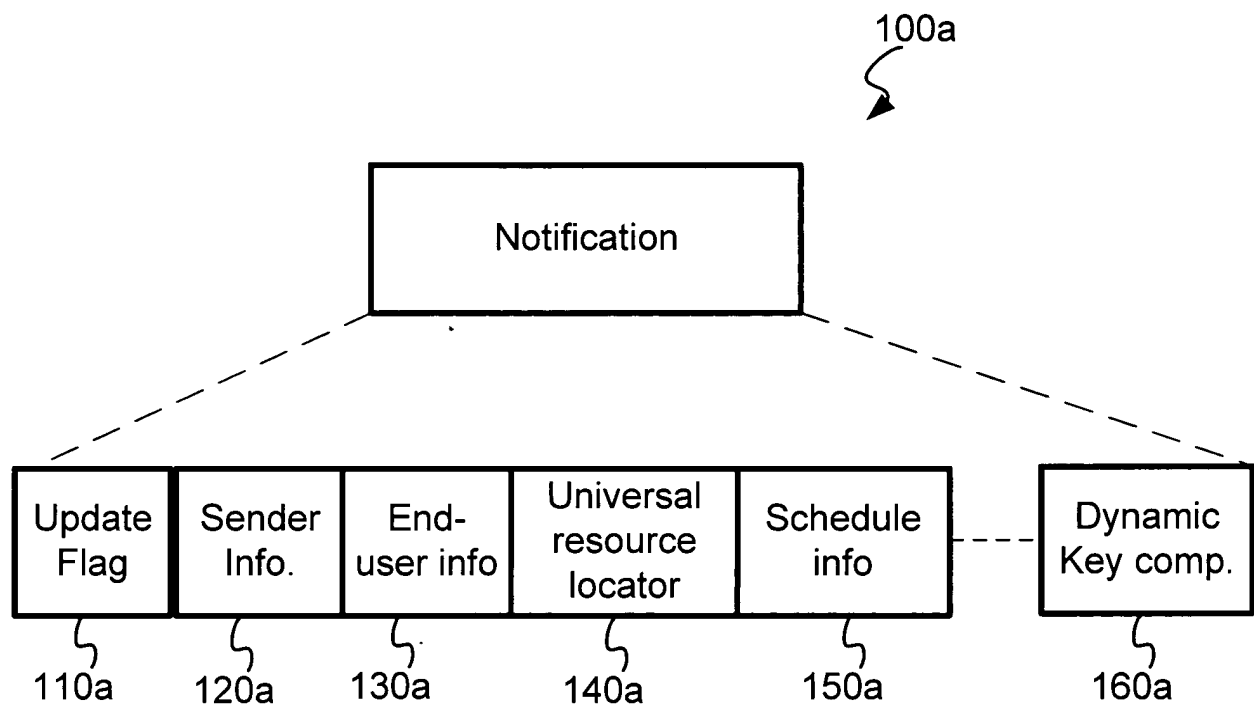 100a
Notification
Update
Flag
Sender
Info.
End-
user info
Universal
resource
locator
Schedule
info
Dynamic
Key comp.
110a
120a
130a
140a
150a
160a